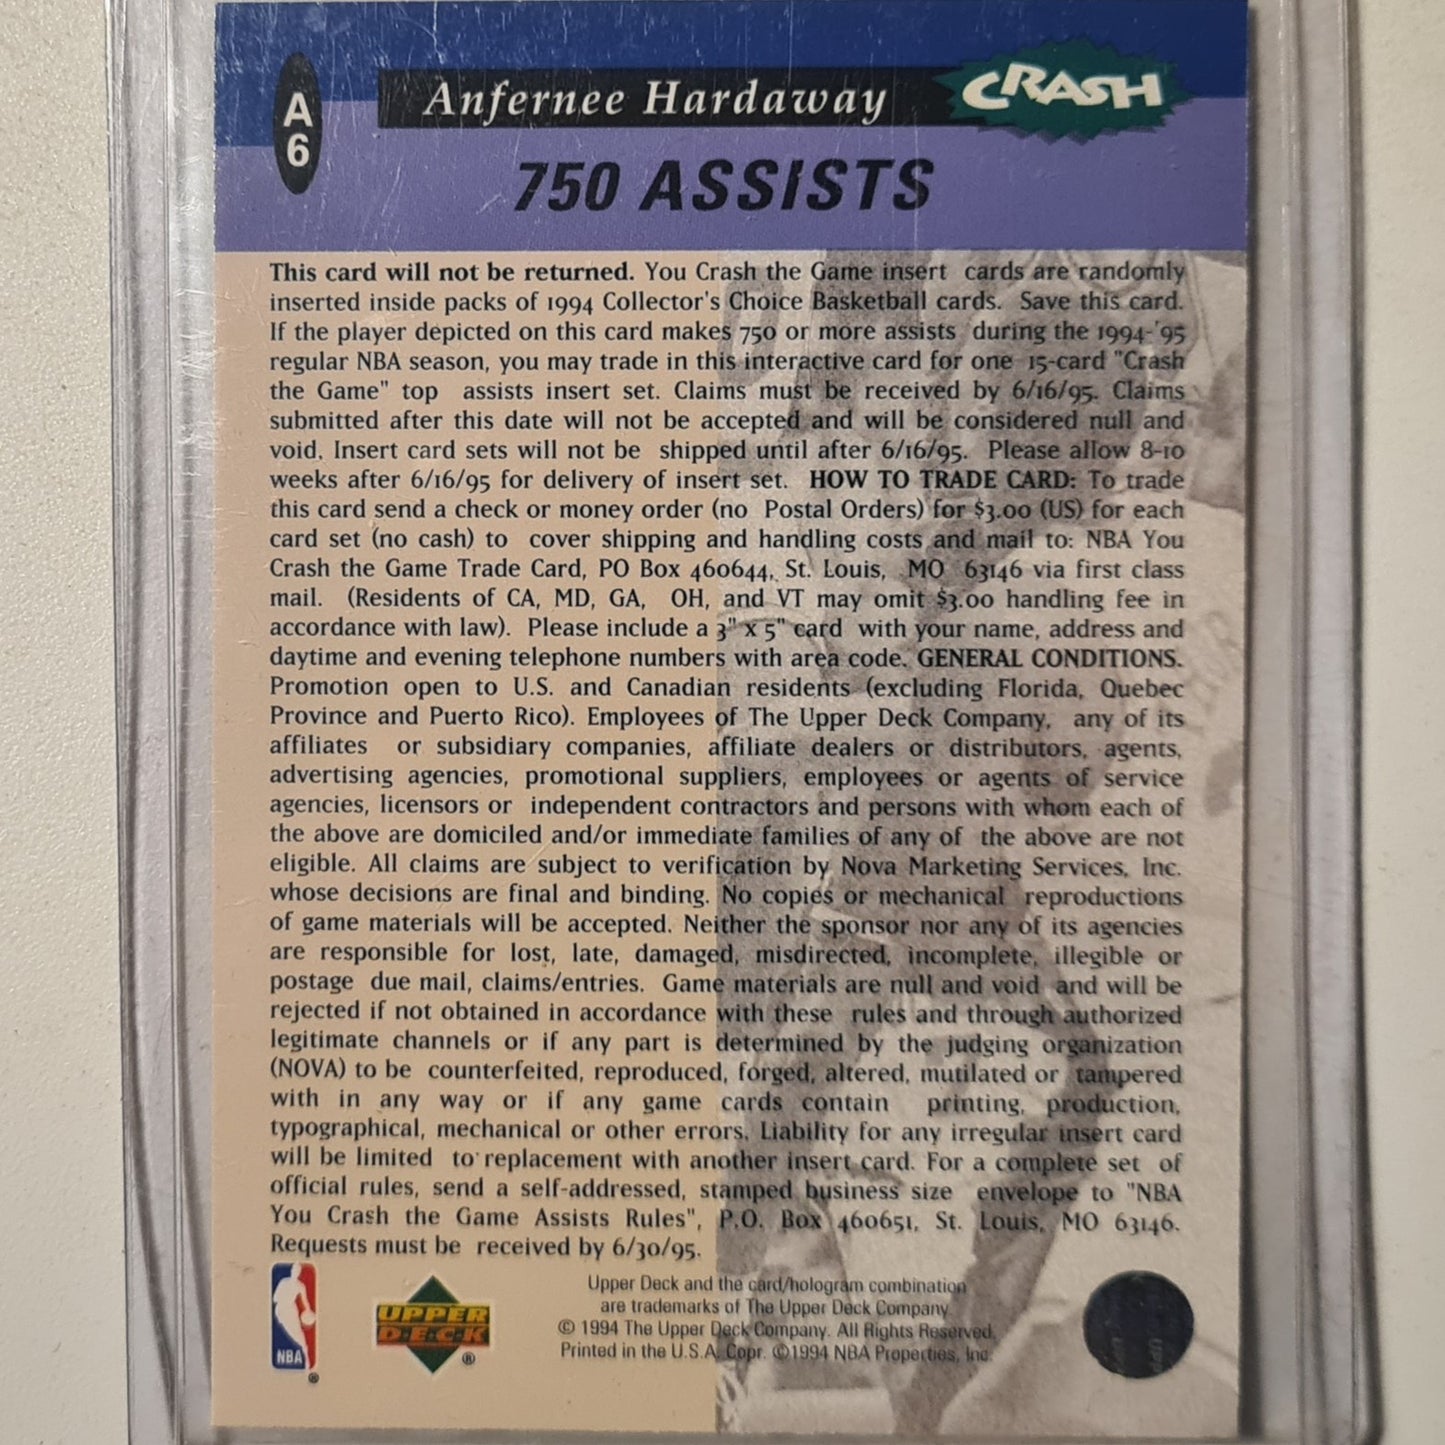 A
6
Anfernee Hardaway
CRASH
750 ASSISTS
This card will not be returned. You Crash the Game insert cards are randomly
inserted inside packs of 1994 Collector's Choice Basketball cards. Save this card.
If the player depicted on this card makes 750 or more assists during the 1994-'95
regular NBA season, you may trade in this interactive card for one 15-card "Crash
the Game" top assists insert set. Claims must be received by 6/16/95. Claims
submitted after this date will not be accepted and will be considered null and
void. Insert card sets will not be shipped until after 6/16/95. Please allow 8-10
weeks after 6/16/95 for delivery of insert set. HOW TO TRADE CARD: To trade
this card send a check or money order (no Postal Orders) for $3.00 (US) for each
card set (no cash) to cover shipping and handling costs and mail to: NBA You
Crash the Game Trade Card, PO Box 460644, St. Louis, MO 63146 via first class
mail. (Residents of CA, MD, GA, OH, and VT may omit $3.00 handling fee in
accordance with law). Please include a 3" x 5" card with your name, address and
daytime and evening telephone numbers with area code. GENERAL CONDITIONS.
Promotion open to U.S. and Canadian residents (excluding Florida, Quebec
Province and Puerto Rico). Employees of The Upper Deck Company, any of its
affiliates or subsidiary companies, affiliate dealers or distributors, agents,
advertising agencies, promotional suppliers, employees or agents of service
agencies, licensors or independent contractors and persons with whom each of
the above are domiciled and/or immediate families of any of the above are not
eligible. All claims are subject to verification by Nova Marketing Services, Inc.
whose decisions are final and binding. No copies or mechanical reproductions
of game materials will be accepted. Neither the sponsor nor any of its agencies
are responsible for lost, late, damaged, misdirected, incomplete, illegible or
postage due mail, claims/entries. Game materials are null and void and will be
rejected if not obtained in accordance with these rules and through authorized
legitimate channels or if any part is determined by the judging organization
(NOVA) to be counterfeited, reproduced, forged, altered, mutilated or tampered
with in any way or if any game cards contain printing, production,
typographical, mechanical or other errors. Liability for any irregular insert card
will be limited to replacement with another insert card. For a complete set of
official rules, send a self-addressed, stamped business size envelope to "NBA
You Crash the Game Assists Rules", P.O. Box 460651, St. Louis, MO 63146.
Requests must be received by 6/30/95.
NBA ®
UPPER
D·E·C·K ®
Upper Deck and the card/hologram combination
are trademarks of The Upper Deck Company.
© 1994 The Upper Deck Company. All Rights Reserved.
Printed in the U.S.A. Copr. ©1994 NBA Properties, Inc.